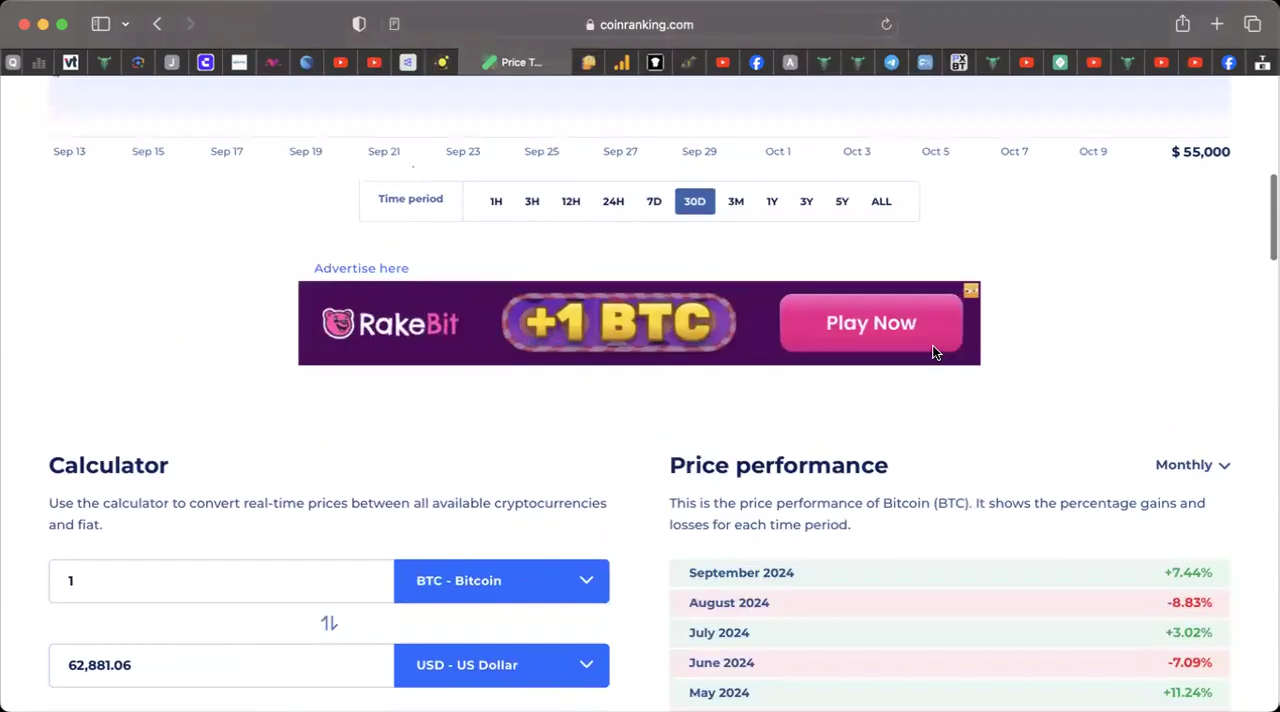 coinranking.com
Price T...
Sep 13 Sep 15 Sep 17 Sep 19 Sep 21 Sep 23 Sep 25 Sep 27 Sep 29 Oct 1 Oct 3 Oct 5 Oct 7 Oct 9 $ 55,000
Time period 1H 3H 12H 24H 7D 30D 3M 1Y 3Y 5Y ALL
Advertise here
RakeBit +1 BTC Play Now
Calculator
Use the calculator to convert real-time prices between all available cryptocurrencies
and fiat.
1 BTC - Bitcoin
62,881.06 USD - US Dollar
Price performance Monthly
This is the price performance of Bitcoin (BTC). It shows the percentage gains and
losses for each time period.
September 2024 +7.44%
August 2024 -8.83%
July 2024 +3.02%
June 2024 -7.09%
May 2024 +11.24%